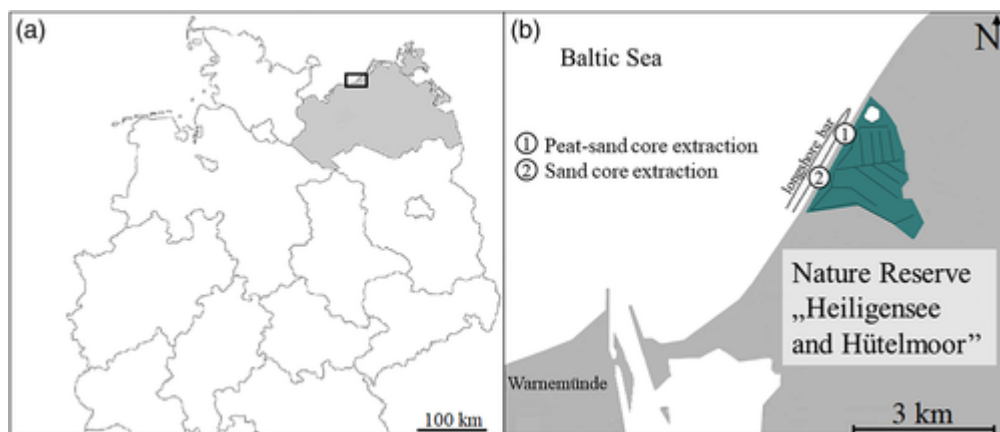 (a)
100 km
(b)
N
Baltic Sea
longshore bar
1 Peat-sand core extraction
2 Sand core extraction
1
2
Nature Reserve
„Heiligensee
and Hütelmoor”
Warnemünde
3 km